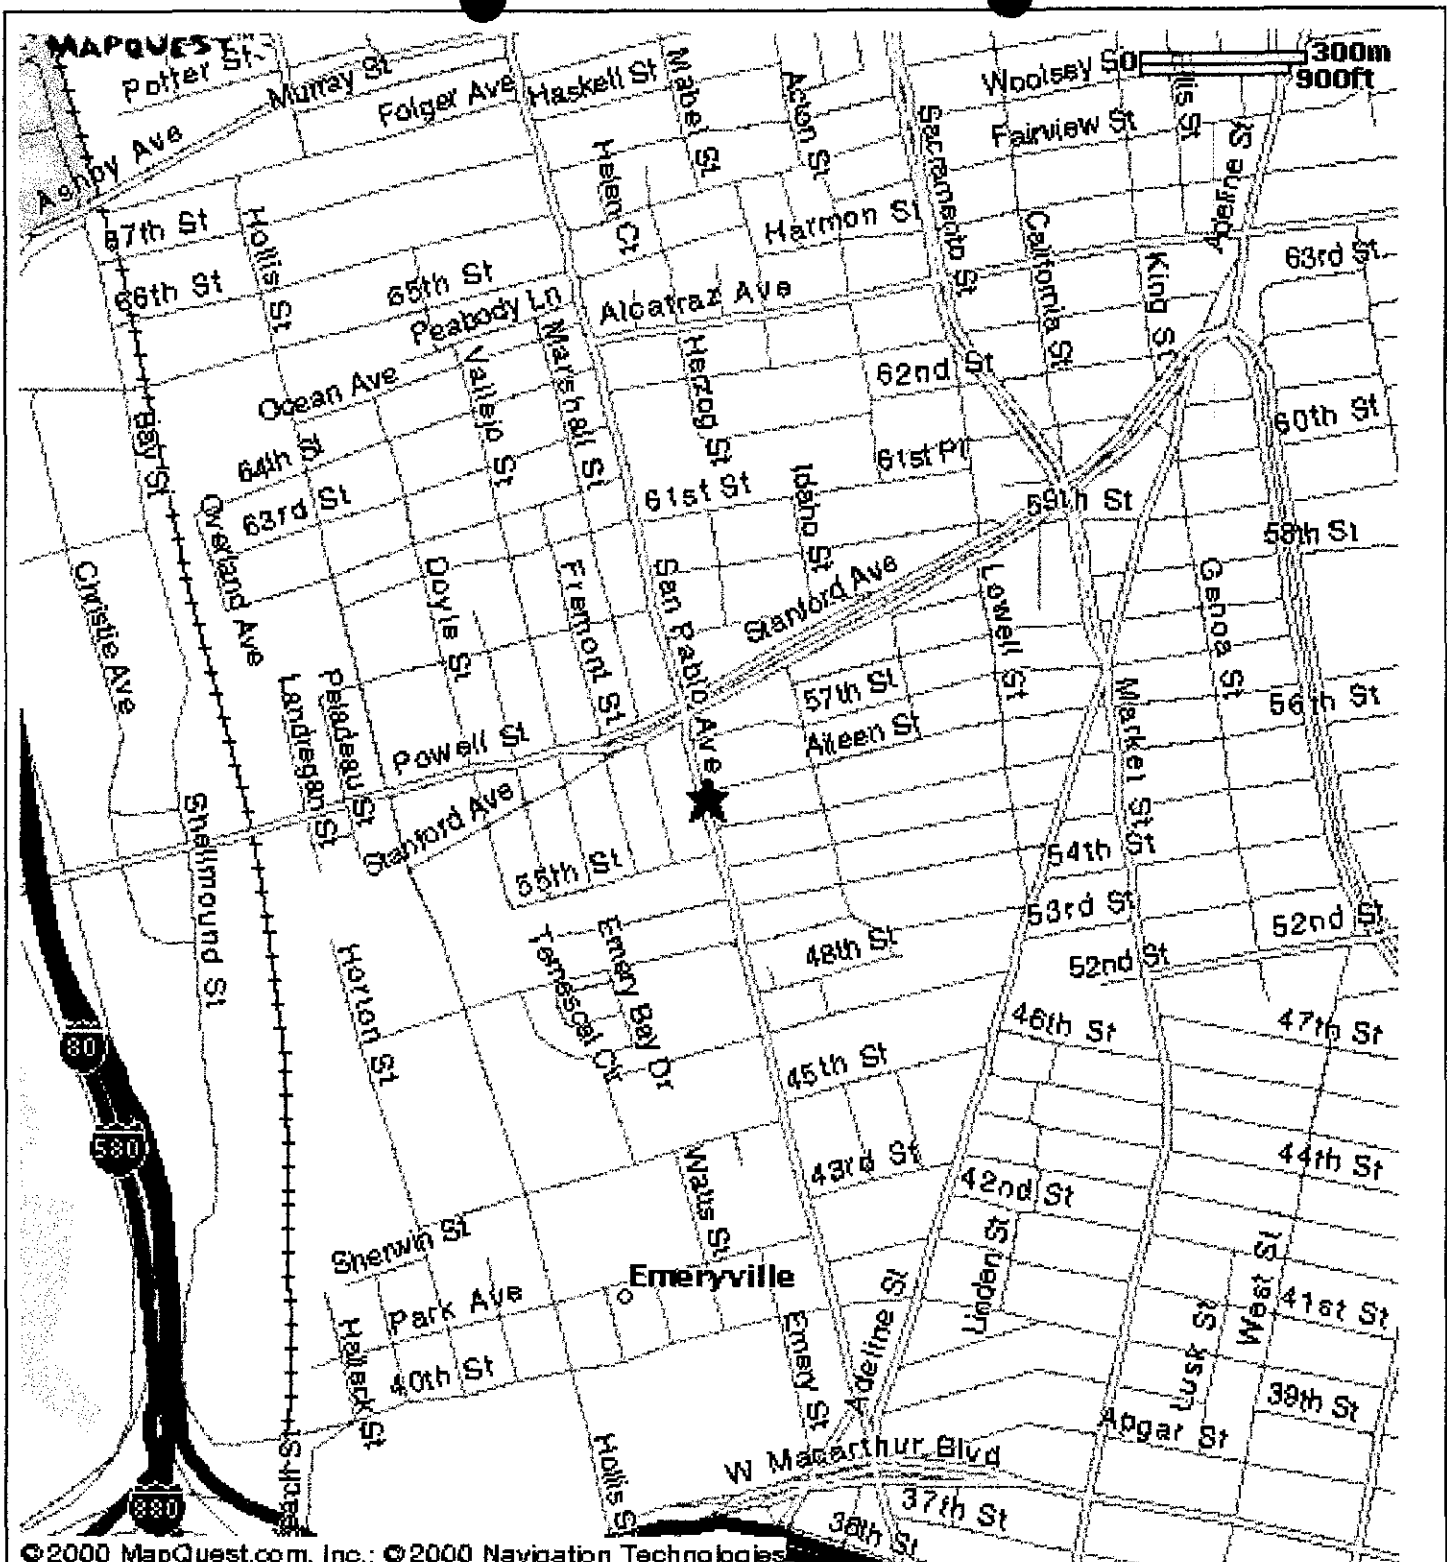 MAPQUEST
300m
900ft
Potter St
Murray St
Folger Ave
Haskell St
Mabel St
Acton St
Woolsey
Fairview St
Ashby Ave
Helen Ct
Sacramento St
Adeline St
7th St
Hollis St
Harmon St
California St
King St
63rd St
66th St
65th St
Peabody Ln
Alcatraz Ave
Ocean Ave
Vallejo St
Marshall St
Herzog St
62nd St
60th St
Bay St
64th
63rd St
61st St
61st Pl
Idaho St
59th St
58th St
Overland Ave
Christie Ave
Doyle St
Fremont St
San Pablo Ave
Stanford Ave
Lowell St
Genoa St
Landregan St
Peladeau St
Powell St
57th St
Aileen St
Market St
56th St
Shellmound St
Stanford Ave
55th St
54th St
53rd St
52nd St
52nd St
Horton St
Temescal Cir
Emery Bay Dr
48th St
46th St
47th St
80
45th St
580
Watts St
43rd St
42nd St
44th St
Sherwin St
Emeryville
Linden St
West St
Park Ave
Emery St
Adeline St
Lusk St
41st St
Halleck St
40th St
39th St
Apgar St
Hollis St
W Macarthur Blvd
37th St
36th St
©2000 MapQuest.com, Inc.; ©2000 Navigation Technologies